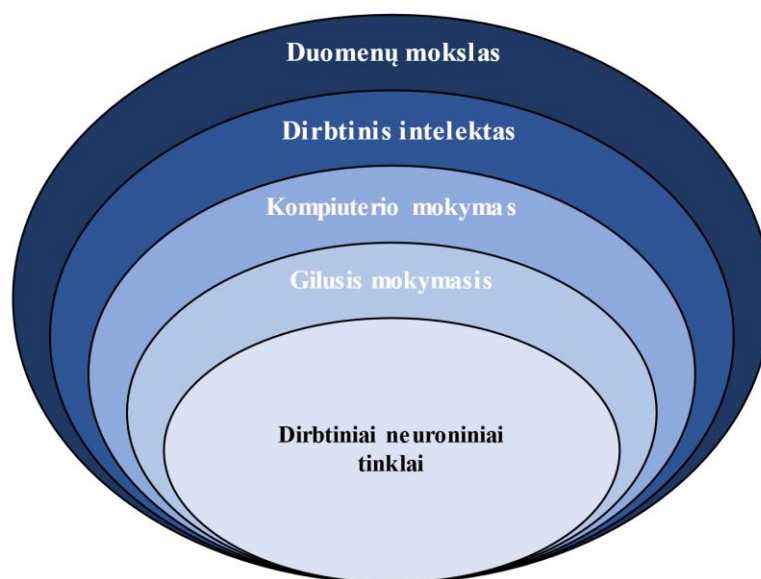 Duomenų mokslas
Dirbtinis intelektas
Kompiuterio mokymas
Gilusis mokymasis
Dirbtiniai neuroniniai
tinklai